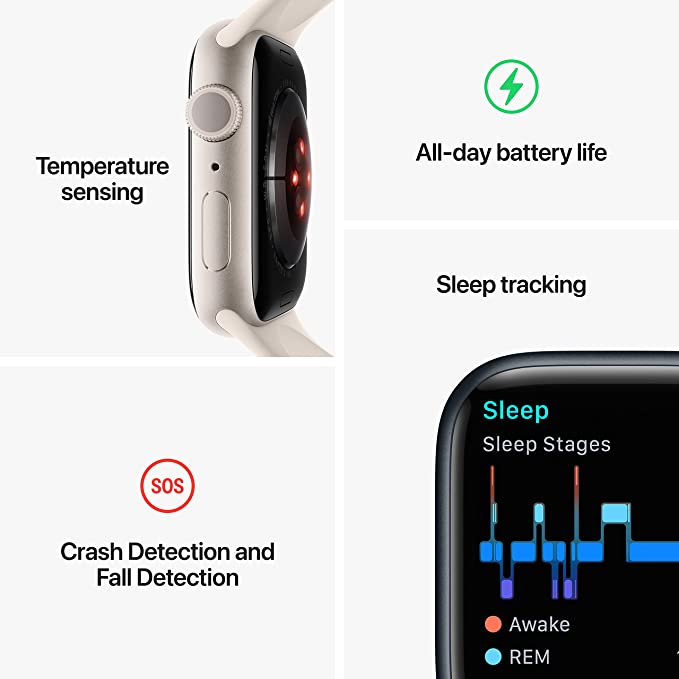 Temperature
sensing
All-day battery life
Sleep tracking
Sleep
Sleep Stages
Awake
REM
SOS
Crash Detection and
Fall Detection